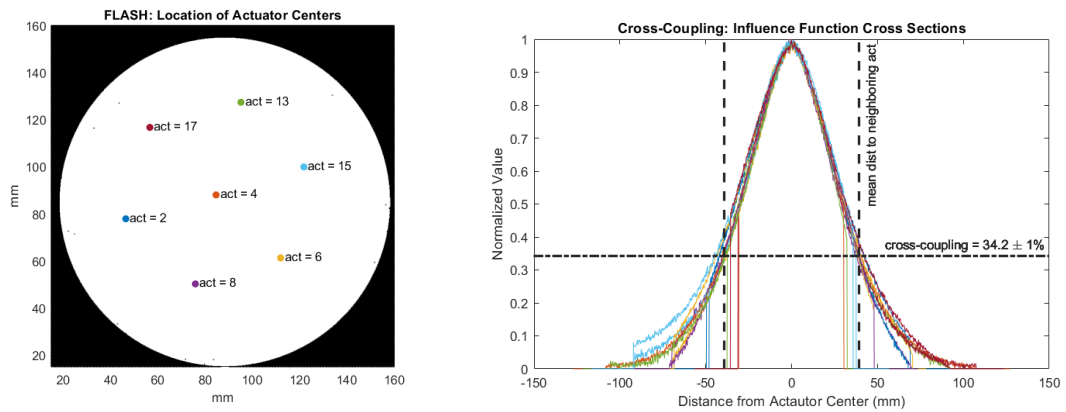 FLASH: Location of Actuator Centers
160
140
120
100
80
60
40
20
mm
act = 13
act = 17
act = 15
act = 4
act = 2
act = 6
act = 8
20 40 60 80 100 120 140 160
mm
Cross-Coupling: Influence Function Cross Sections
1
0.9
0.8
0.7
0.6
0.5
0.4
0.3
0.2
0.1
0
Normalized Value
mean dist to neighboring act
cross-coupling = 34.2 ± 1%
-150 -100 -50 0 50 100 150
Distance from Actautor Center (mm)